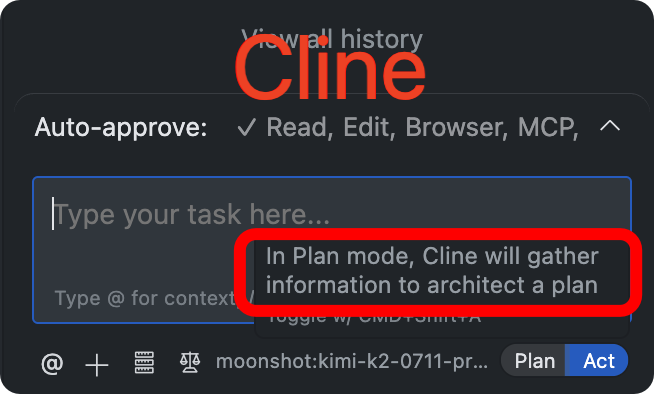 View all history
Cline
Auto-approve: ✓ Read, Edit, Browser, MCP,
Type your task here...
In Plan mode, Cline will gather
information to architect a plan
Type @ for context, /
Toggle w/ CMD+Shift+A
@ + moonshot:kimi-k2-0711-pr... Plan Act